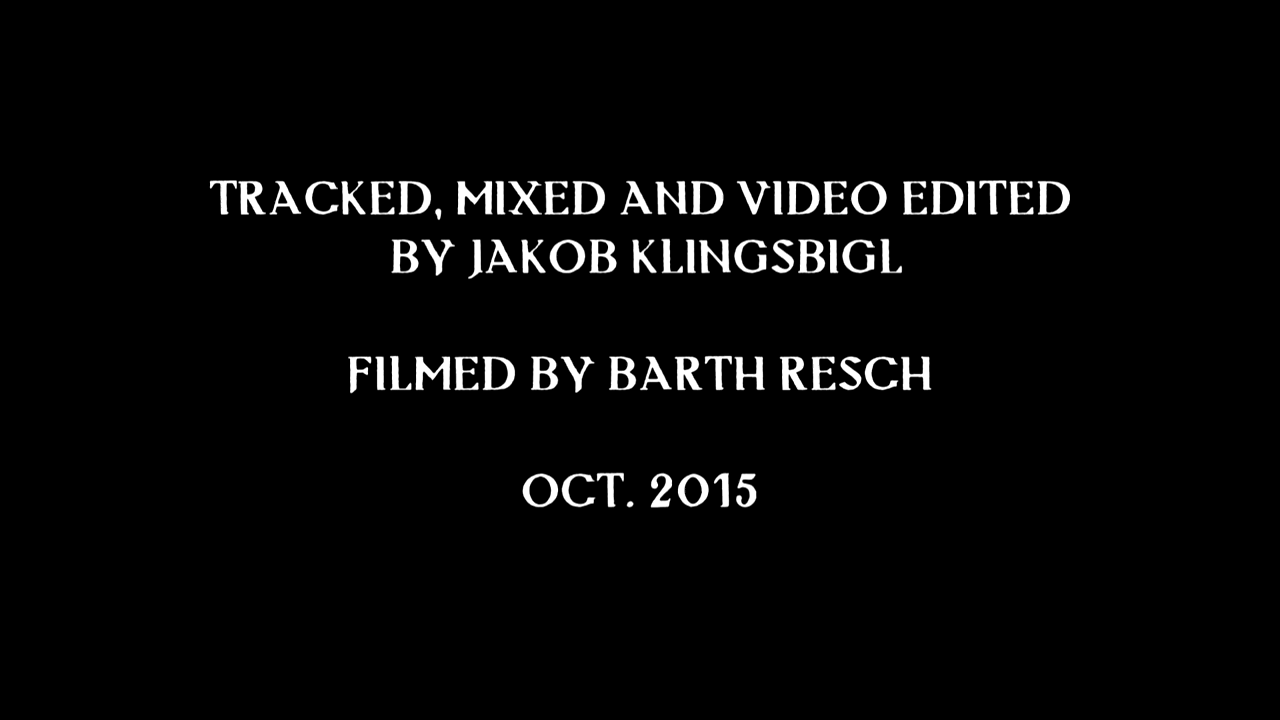 TRACKED, MIXED AND VIDEO EDITED
BY JAKOB KLINGSBIGL
FILMED BY BARTH RESCH
OCT. 2015